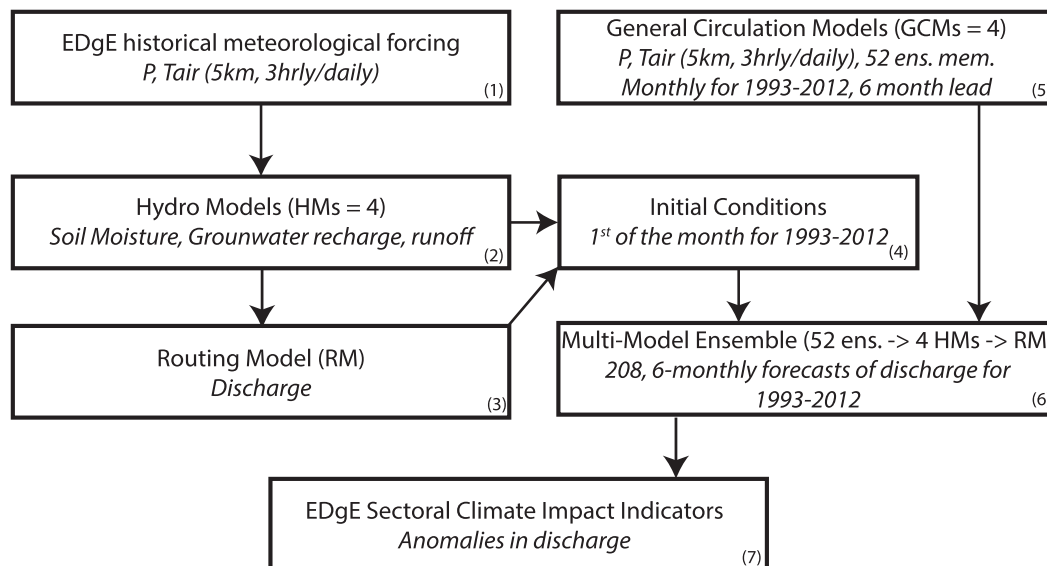 EDgE historical meteorological forcing
P, Tair (5km, 3hrly/daily)
(1)
General Circulation Models (GCMs = 4)
P, Tair (5km, 3hrly/daily), 52 ens. mem.
Monthly for 1993-2012, 6 month lead
(5
Hydro Models (HMs = 4)
Soil Moisture, Grounwater recharge, runoff
(2)
Initial Conditions
1st of the month for 1993-2012
(4)
Routing Model (RM)
Discharge
(3)
Multi-Model Ensemble (52 ens. -> 4 HMs -> RM
208, 6-monthly forecasts of discharge for
1993-2012
(6
EDgE Sectoral Climate Impact Indicators
Anomalies in discharge
(7)